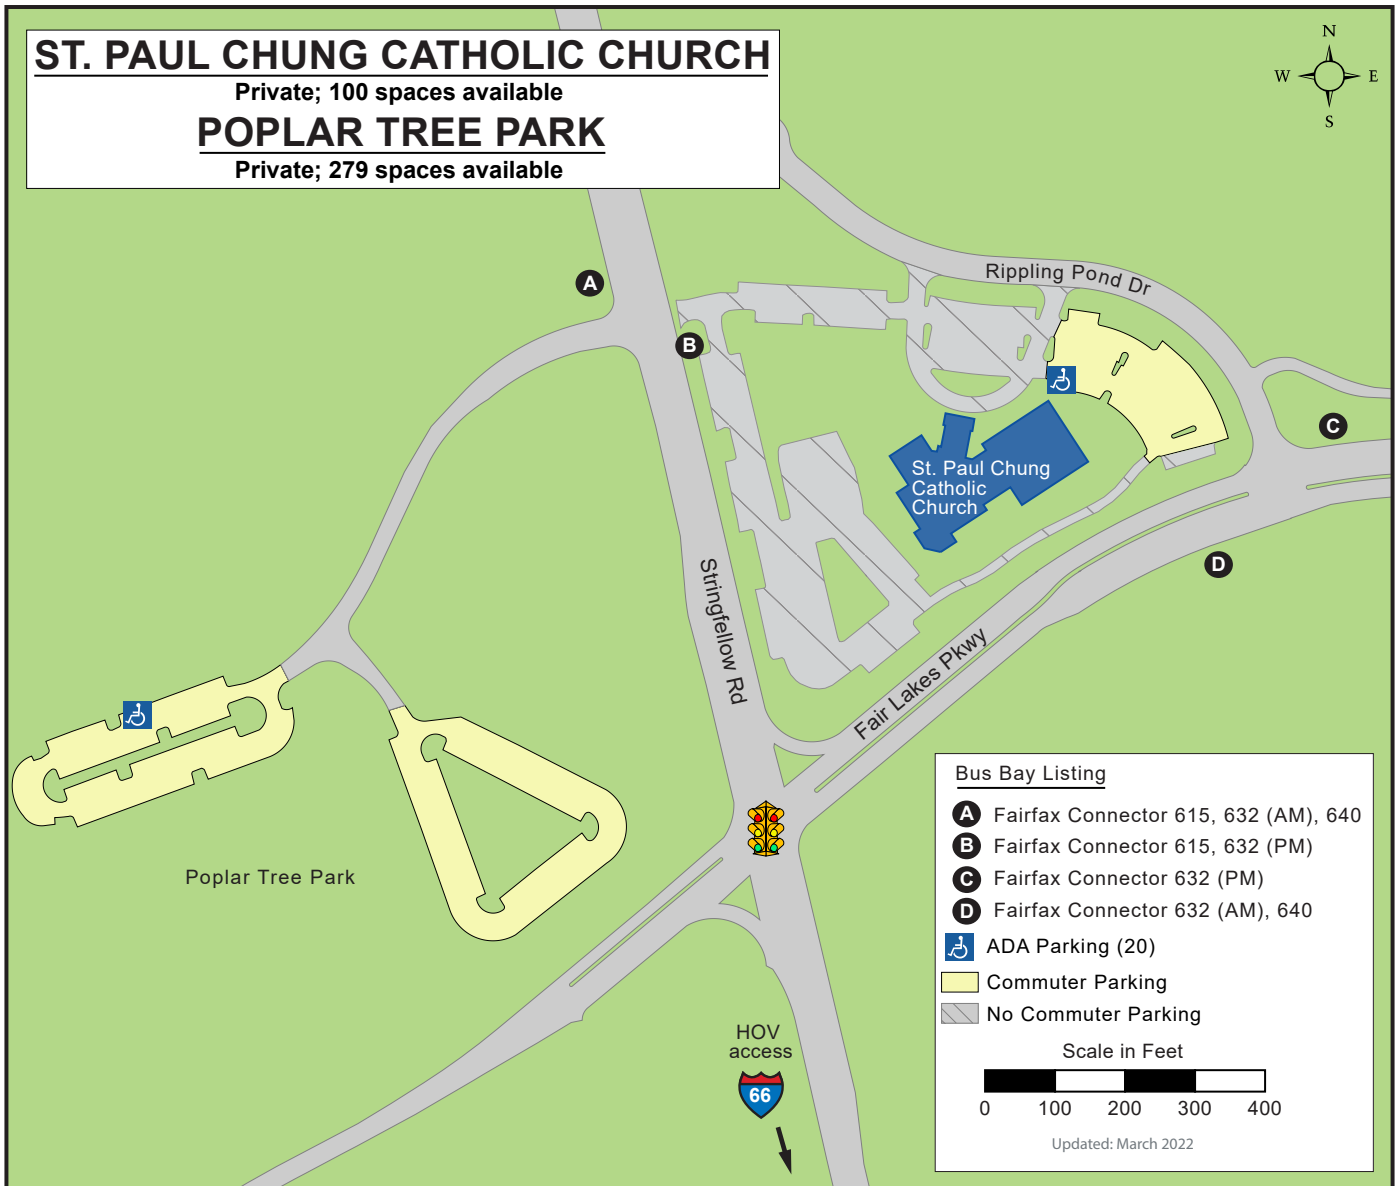 ST. PAUL CHUNG CATHOLIC CHURCH
Private; 100 spaces available
POPLAR TREE PARK
Private; 279 spaces available
N
W E
S
Rippling Pond Dr
A
B
C
St. Paul Chung
Catholic
Church
D
Stringfellow Rd
Fair Lakes Pkwy
Poplar Tree Park
HOV
access
66
Bus Bay Listing
A Fairfax Connector 615, 632 (AM), 640
B Fairfax Connector 615, 632 (PM)
C Fairfax Connector 632 (PM)
D Fairfax Connector 632 (AM), 640
ADA Parking (20)
Commuter Parking
No Commuter Parking
Scale in Feet
0 100 200 300 400
Updated: March 2022